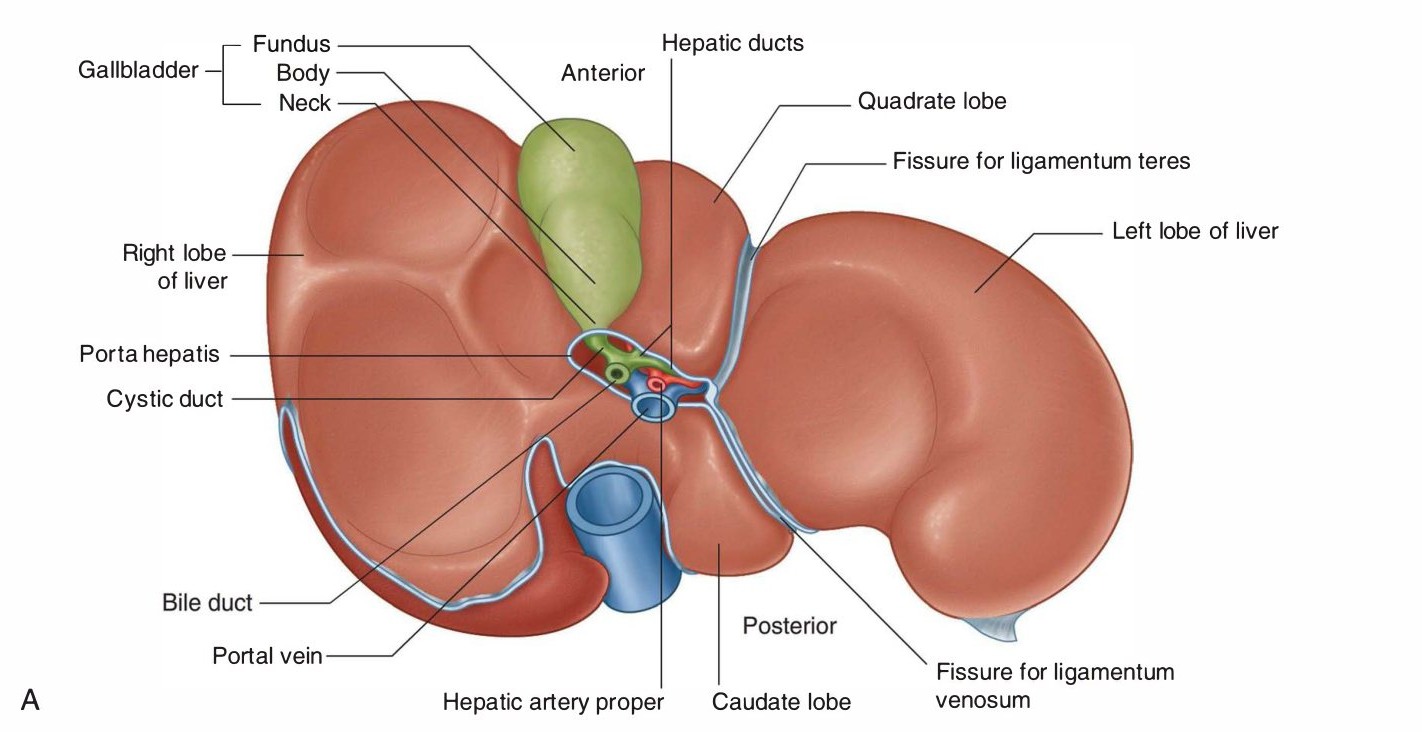 Fundus
Hepatic ducts
Gallbladder
Body
Anterior
Neck
Quadrate lobe
Fissure for ligamentum teres
Left lobe of liver
Right lobe
of liver
Porta hepatis
Cystic duct
Bile duct
Posterior
Portal vein
Fissure for ligamentum
venosum
A
Hepatic artery proper
Caudate lobe